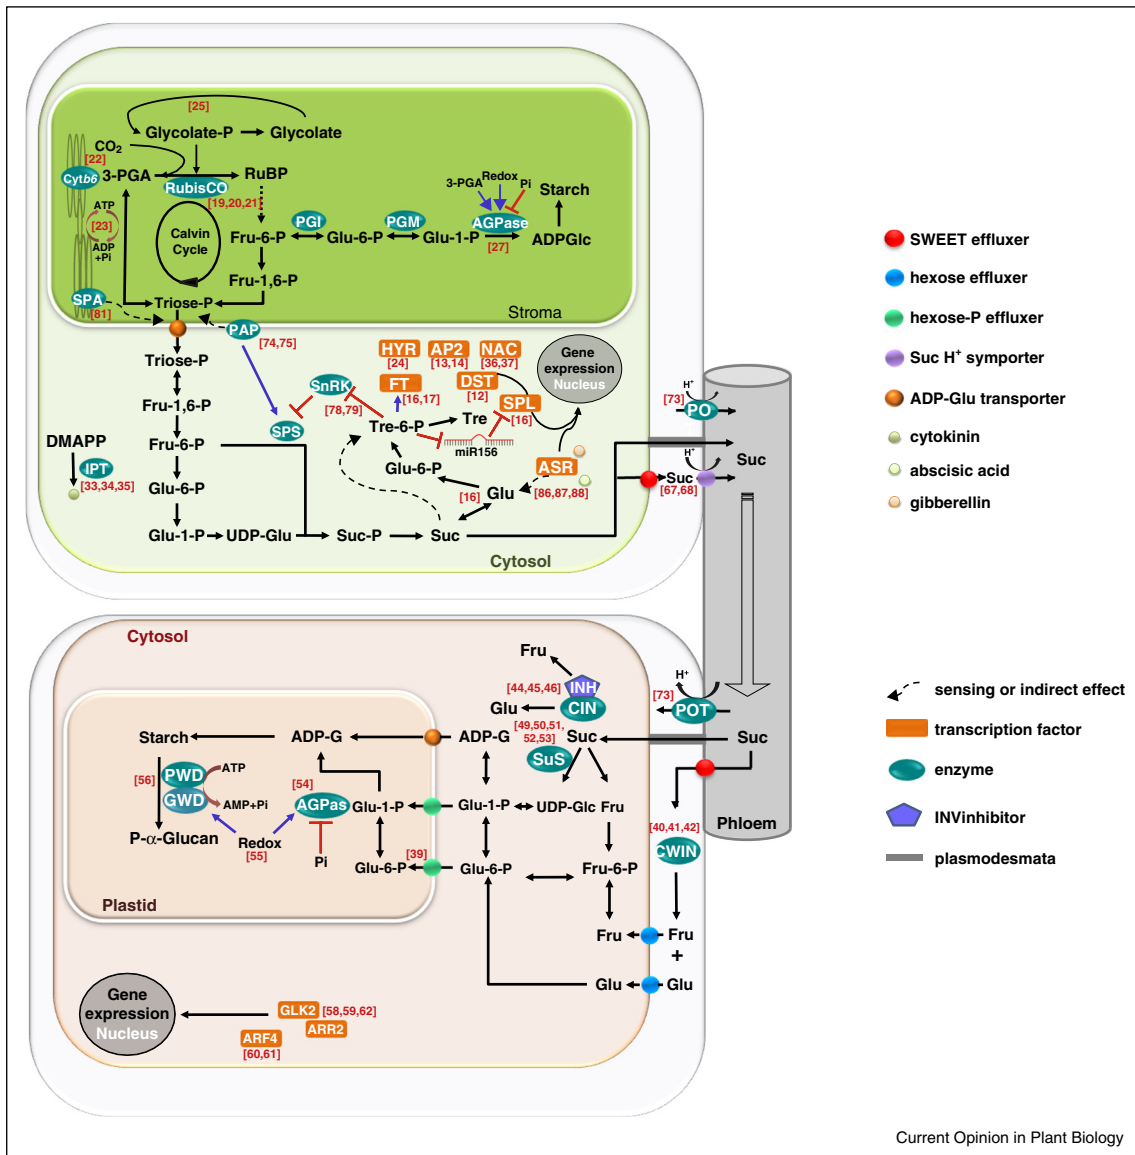 [25]
Glycolate-P
Glycolate
CO2
[22]
Cytb6
3-PGA
RubisCO
RuBP
[19,20,21]
ATP
[23]
ADP
+Pi
Calvin
Cycle
Fru-6-P
PGI
Glu-6-P
PGM
Glu-1-P
3-PGA
Redox
Pi
AGPase
[27]
Starch
ADPGlc
Fru-1,6-P
SPA
[81]
Triose-P
Stroma
PAP
[74,75]
Triose-P
Fru-1,6-P
Fru-6-P
Glu-6-P
Glu-1-P
UDP-Glu
Suc-P
Suc
DMAPP
IPT
[33,34,35]
SnRK
[78,79]
SPS
HYR
[24]
AP2
[13,14]
NAC
[36,37]
FT
[16,17]
DST
[12]
SPL
[16]
Tre-6-P
Tre
miR156
Glu-6-P
[16]
Glu
ASR
[86,87,88]
Gene
expression
Nucleus
Cytosol
[73]
H+
PO
H+
Suc
Suc
[67,68]
SWEET effluxer
hexose effluxer
hexose-P effluxer
Suc H+ symporter
ADP-Glu transporter
cytokinin
abscisic acid
gibberellin
Cytosol
Fru
[44,45,46]
INH
CIN
Glu
[49,50,51,
52,53]
Suc
SuS
Starch
ADP-G
ADP-G
[56]
PWD
GWD
ATP
AMP+Pi
[54]
AGPas
Glu-1-P
Glu-1-P
UDP-Glc
Fru
P-α-Glucan
Redox
[55]
Pi
Glu-6-P
[39]
Glu-6-P
Fru-6-P
Plastid
Fru
Fru
+
Glu
Glu
[40,41,42]
CWIN
[73]
H+
POT
Suc
Phloem
Gene
expression
Nucleus
GLK2
[58,59,62]
ARR2
ARF4
[60,61]
sensing or indirect effect
transcription factor
enzyme
INVinhibitor
plasmodesmata
Current Opinion in Plant Biology